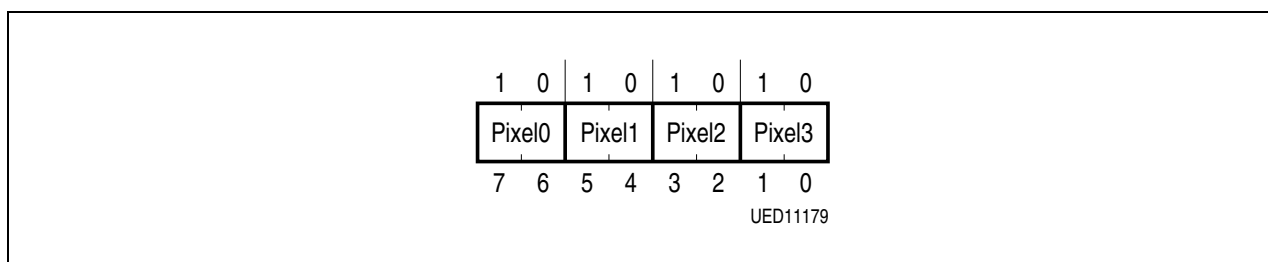 1 0 1 0 1 0 1 0
Pixel0 Pixel1 Pixel2 Pixel3
7 6 5 4 3 2 1 0
UED11179